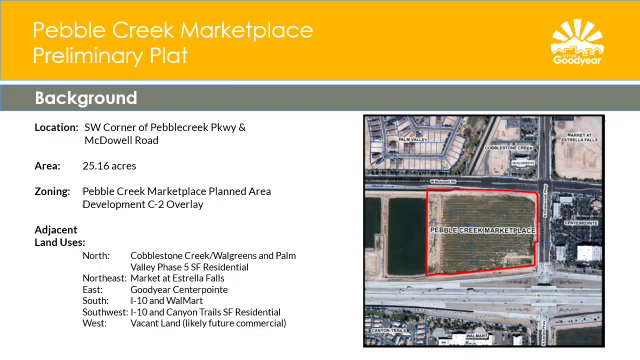 Pebble Creek Marketplace
Preliminary Plat
Goodyear
Background
Location: SW Corner of Pebblecreek Pkwy &
McDowell Road
Area: 25.16 acres
Zoning: Pebble Creek Marketplace Planned Area
Development C-2 Overlay
Adjacent
Land Uses:
North: Cobblestone Creek/Walgreens and Palm
Valley Phase 5 SF Residential
Northeast: Market at Estrella Falls
East: Goodyear Centerpointe
South: I-10 and WalMart
Southwest: I-10 and Canyon Trails SF Residential
West: Vacant Land (likely future commercial)
PALM VALLEY
COBBLESTONE CREEK
WALGREENS
MARKET AT
ESTRELLA FALLS
PEBBLE CREEK MARKETPLACE
CENTERPOINTE
CANYON TRAILS
WALMART